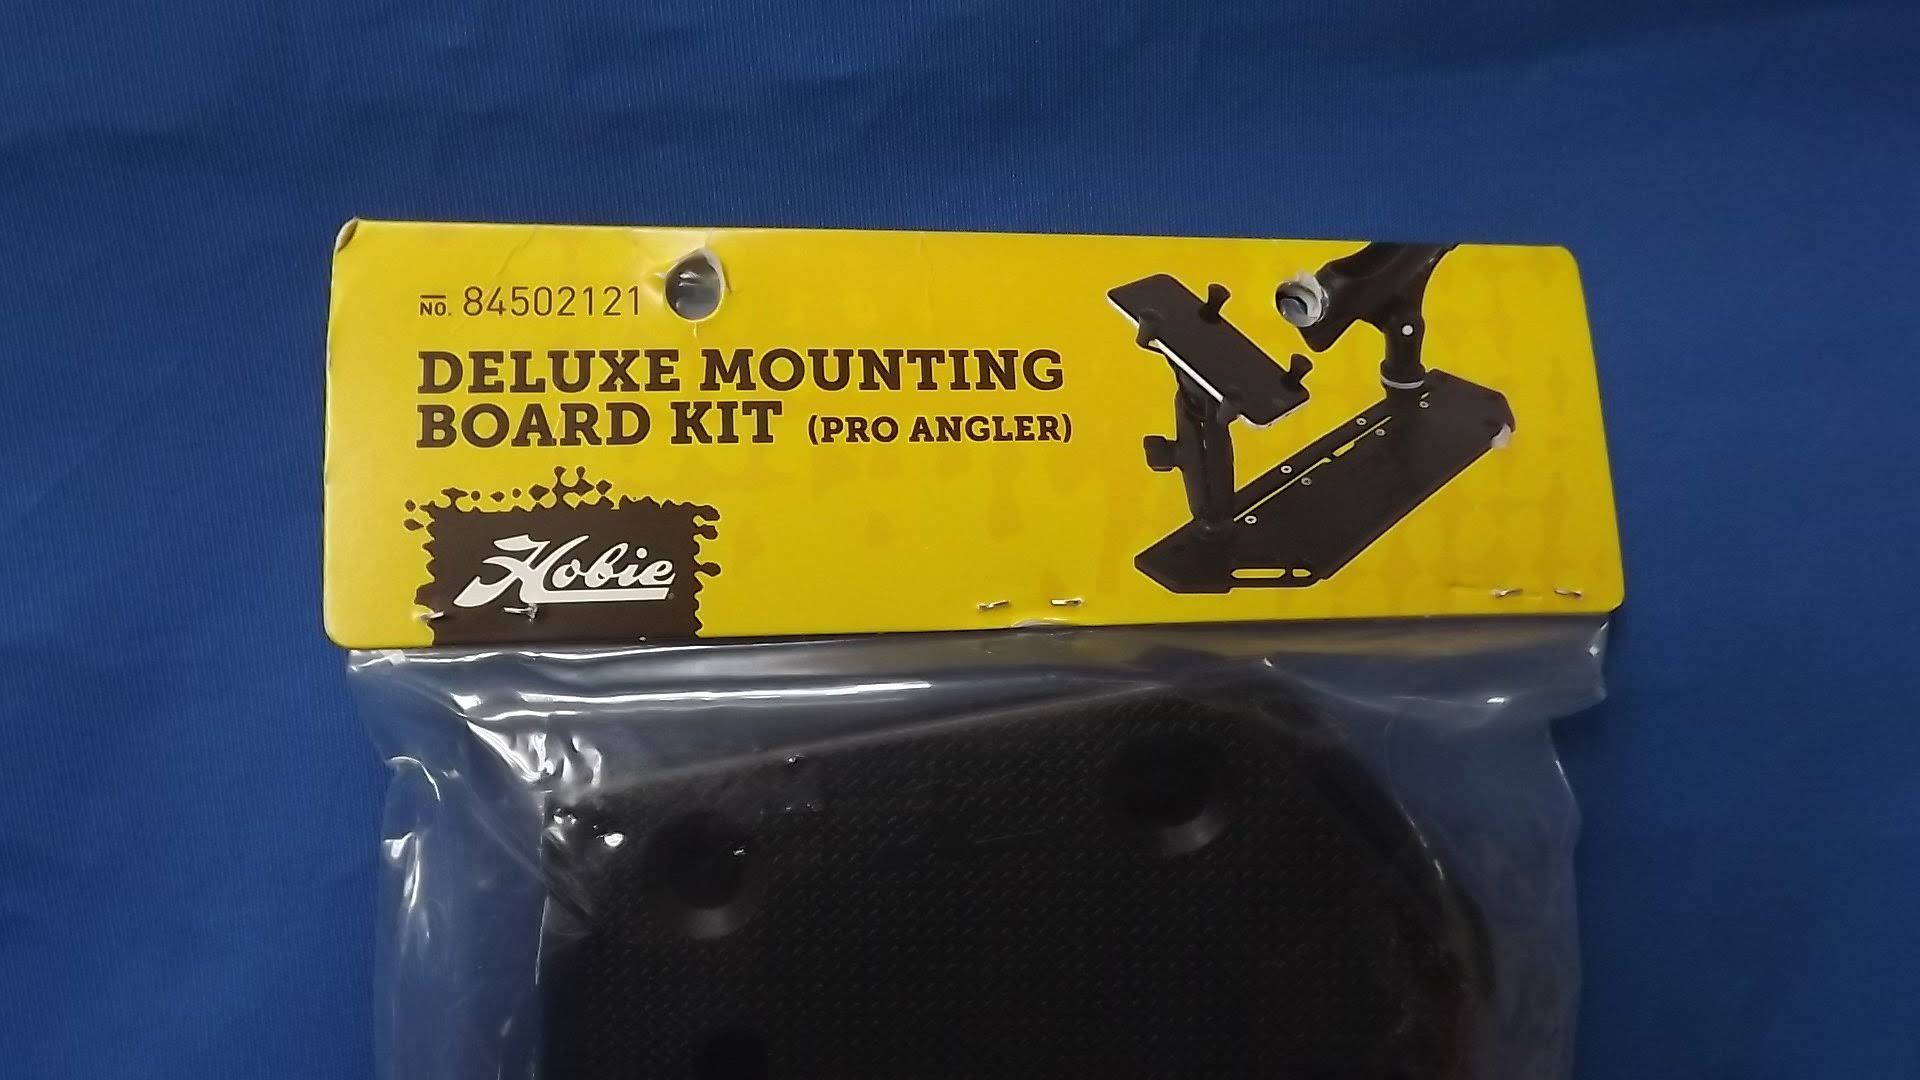 NO. 84502121
DELUXE MOUNTING
BOARD KIT (PRO ANGLER)
Hobie